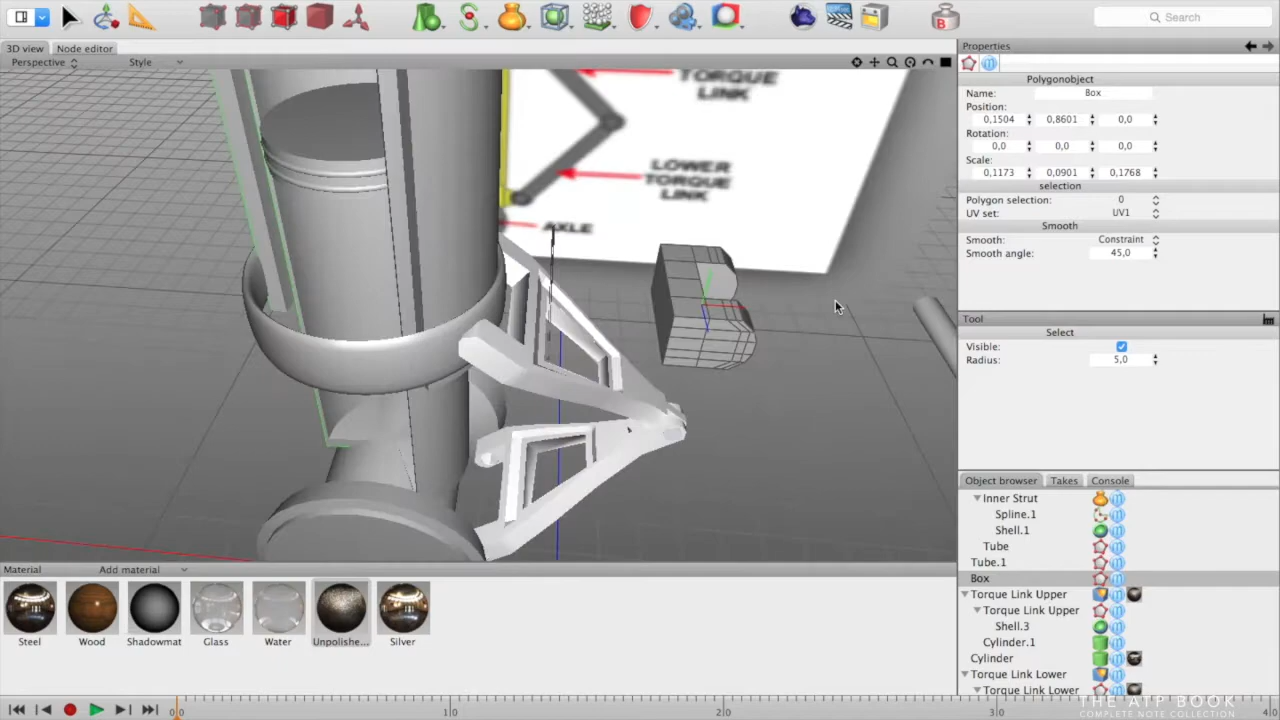 Search
3D view
Node editor
Perspective
Style
TORQUE
LINK
LOWER
TORQUE
LINK
AXLE
Properties
Polygonobject
Name:
Box
Position:
0,1504
0,8601
0,0
Rotation:
0,0
0,0
0,0
Scale:
0,1173
0,0901
0,1768
selection
Polygon selection:
0
UV set:
UV1
Smooth
Smooth:
Constraint
Smooth angle:
45,0
Tool
Select
Visible:
Radius:
5,0
Object browser
Takes
Console
Inner Strut
Spline.1
Shell.1
Tube
Tube.1
Box
Torque Link Upper
Torque Link Upper
Shell.3
Cylinder.1
Cylinder
Torque Link Lower
Torque Link Lower
Material
Add material
Steel
Wood
Shadowmat
Glass
Water
Unpolishe...
Silver
0
1.0
2.0
3.0
4.0
THE ATP BOOK
COMPLETE NOTE COLLECTION